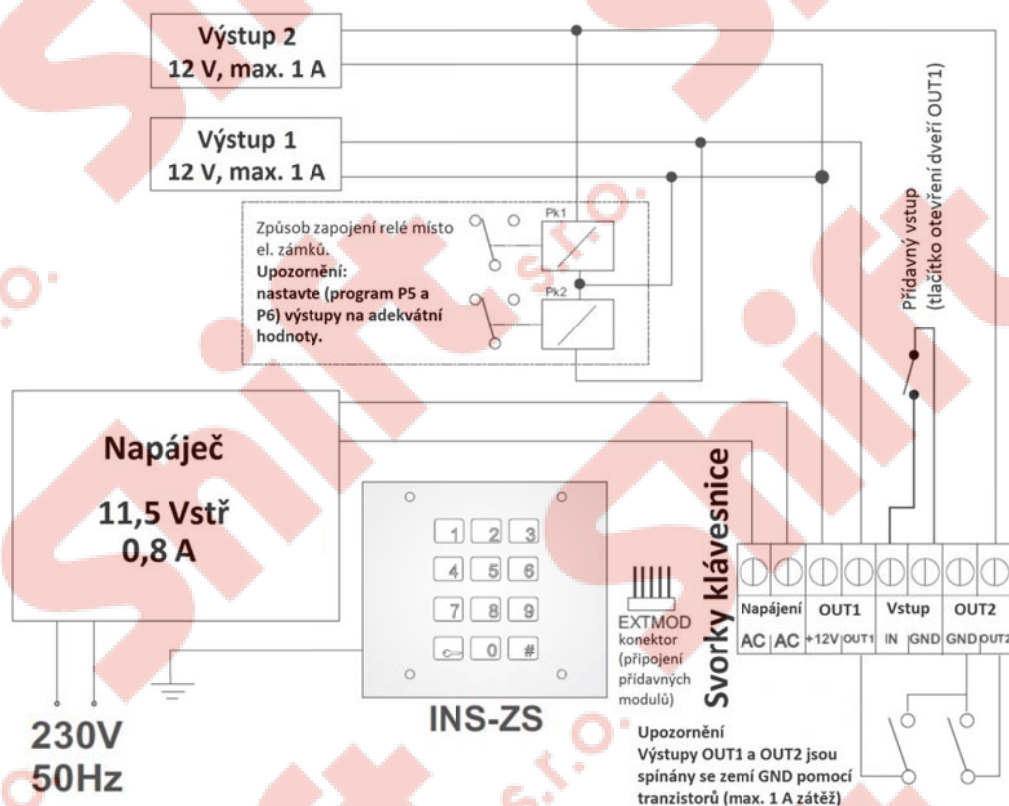 Výstup 2
12 V, max. 1 A
Výstup 1
12 V, max. 1 A
Způsob zapojení relé místo
el. zámků.
Upozornění:
nastavte (program P5 a
P6) výstupy na adekvátní
hodnoty.
Pk1
Pk2
Přídavný vstup
(tlačítko otevření dveří OUT1)
Napáječ
11,5 Vstř
0,8 A
230V
50Hz
1 2 3
4 5 6
7 8 9
0 #
INS-ZS
EXTMOD
konektor
(připojení
přídavných
modulů)
Svorky klávesnice
Napájení OUT1 Vstup OUT2
AC AC +12V OUT1 IN GND GND OUT2
Upozornění
Výstupy OUT1 a OUT2 jsou
spínány se zemí GND pomocí
tranzistorů (max. 1 A zátěž)
Shift s.r.o.